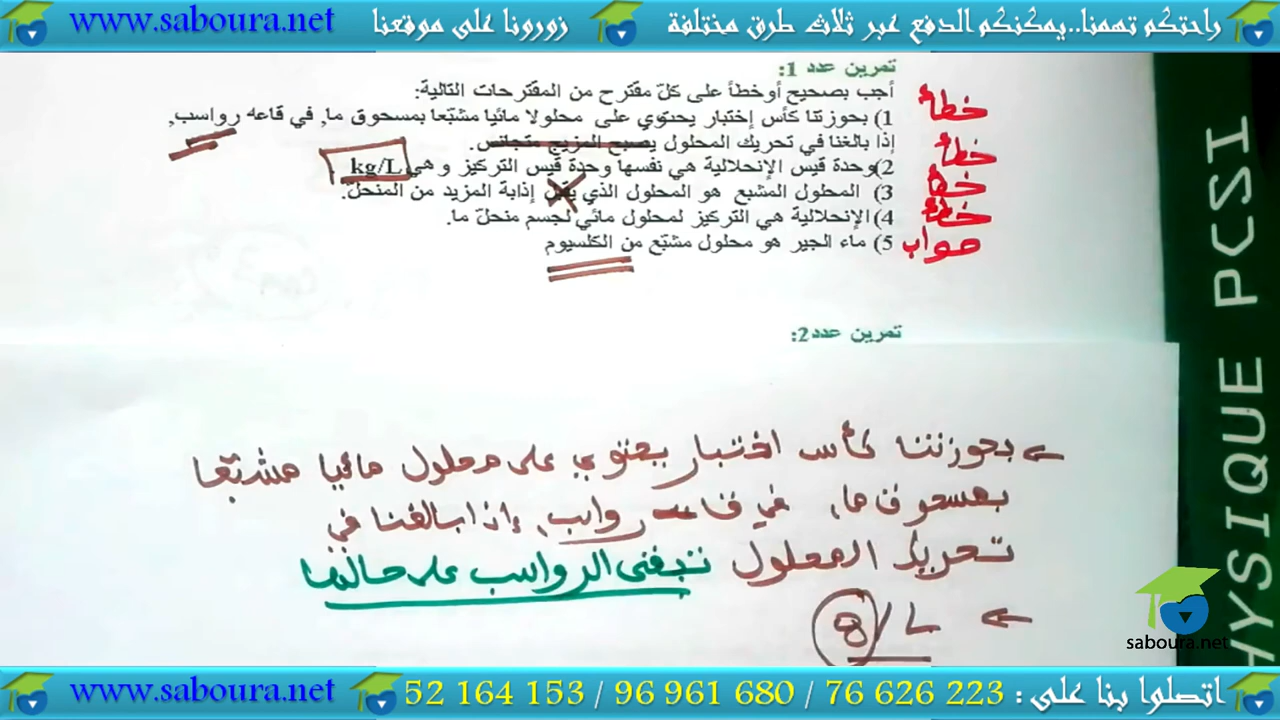 راحتكم تهمنا..يمكنكم الدفع عبر ثلاث طرق مختلفة زورونا على موقعنا www.saboura.net
تمرين عدد 1:
أجب بصحيح أوخطأ على كلّ مقترح من المقترحات التالية:
خطأ
1) بحوزتنا كأس إختبار يحتوي على محلولا مائيا مشبّعا بمسحوق ما, في قاعه رواسب,
إذا بالغنا في تحريك المحلول يصبح المزيج متجانس.
خطأ
2)وحدة قيس الإنحلالية هي نفسها وحدة قيس التركيز و هي kg/L
خطأ
3) المحلول المشبع هو المحلول الذي يقبل إذابة المزيد من المنحلّ.
خطأ
4) الإنحلالية هي التركيز لمحلول مائي لجسم منحلّ ما.
صواب
5) ماء الجير هو محلول مشبّع من الكلسيوم
تمرين عدد2:
بحوزتنا كأس اختبار يحتوي على محلول مائيا مشبّعا
بمسحوق ما، في قاعه رواسب، إذا بالغنا في
تحريك المحلول تبقى الرواسب على حالها
g/L
HYSIQUE PCSI
saboura.net
www.saboura.net اتصلوا بنا على : 52 164 153 / 96 961 680 / 76 626 223